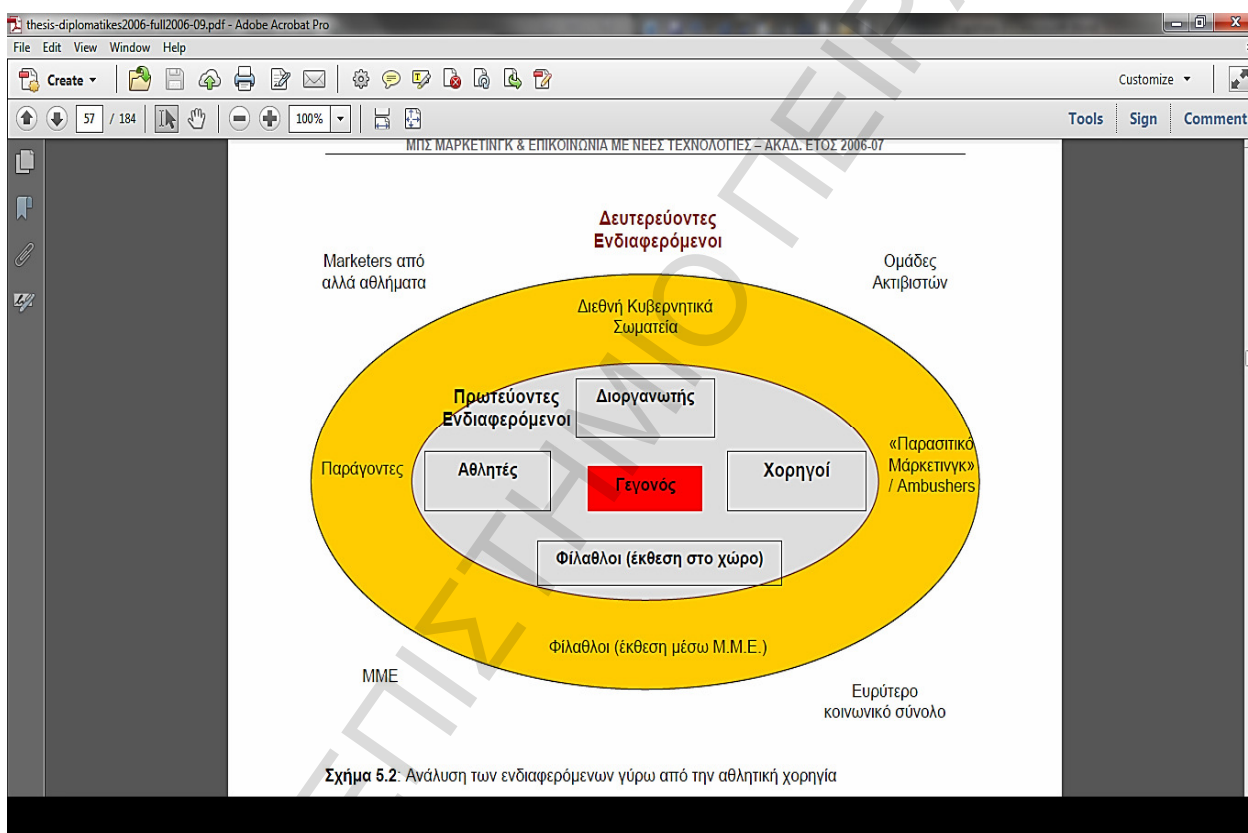 thesis-diplomatikes2006-full2006-09.pdf - Adobe Acrobat Pro
File Edit View Window Help
Create Customize
57 / 184 100% Tools Sign Comment
ΜΠΣ ΜΑΡΚΕΤΙΝΓΚ & ΕΠΙΚΟΙΝΩΝΙΑ ΜΕ ΝΕΕΣ ΤΕΧΝΟΛΟΓΙΕΣ – ΑΚΑΔ. ΕΤΟΣ 2006-07
Δευτερεύοντες
Ενδιαφερόμενοι
Marketers από
αλλά αθλήματα
Ομάδες
Ακτιβιστών
Διεθνή Κυβερνητικά
Σωματεία
Πρωτεύοντες
Ενδιαφερόμενοι
Διοργανωτής
Παράγοντες
Αθλητές
Γεγονός
Χορηγοί
«Παρασιτικό
Μάρκετινγκ»
/ Ambushers
Φίλαθλοι (έκθεση στο χώρο)
Φίλαθλοι (έκθεση μέσω Μ.Μ.Ε.)
ΜΜΕ
Ευρύτερο
κοινωνικό σύνολο
Σχήμα 5.2: Ανάλυση των ενδιαφερόμενων γύρω από την αθλητική χορηγία